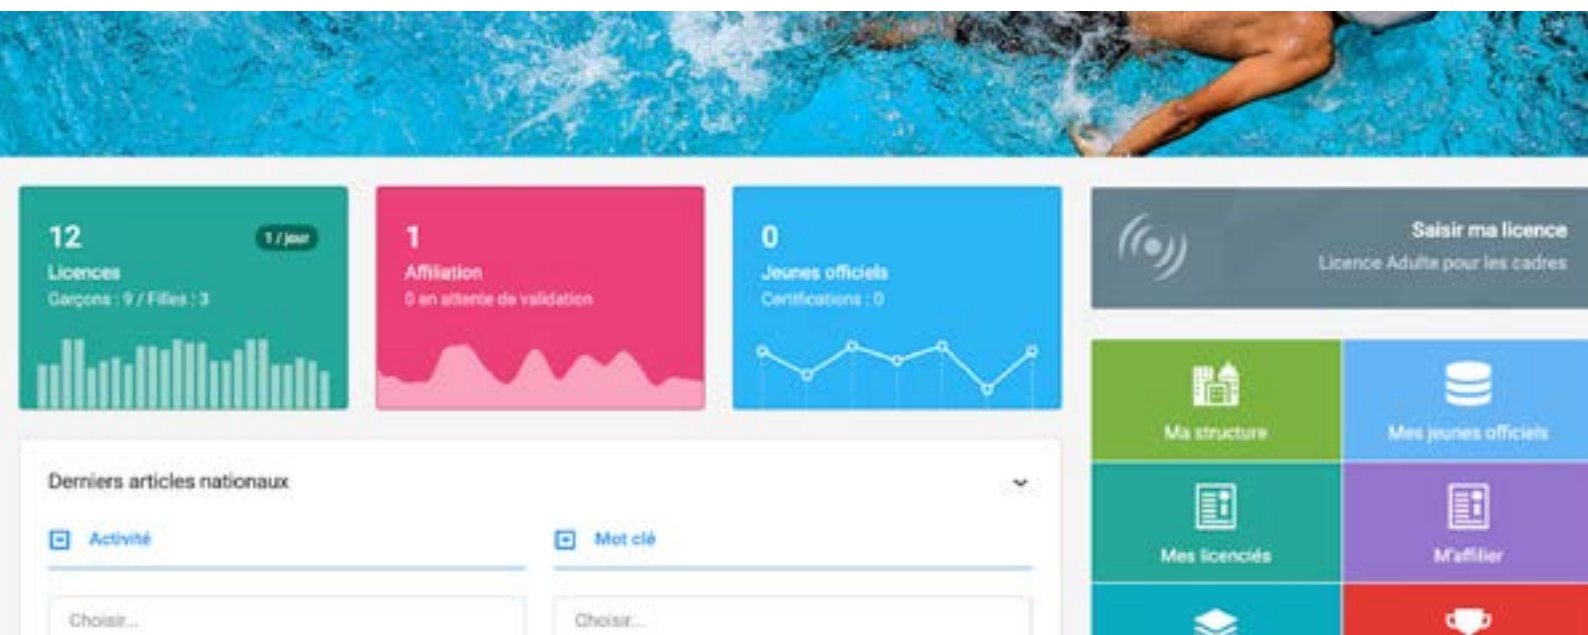 12
1 / jour
Licences
Garçons : 9 / Filles : 3
1
Affiliation
0 en attente de validation
0
Jeunes officiels
Certifications : 0
Saisir ma licence
Licence Adulte pour les cadres
Ma structure
Mes jeunes officiels
Mes licenciés
M'affilier
Derniers articles nationaux
Activité
Mot clé
Choisir...
Choisir...